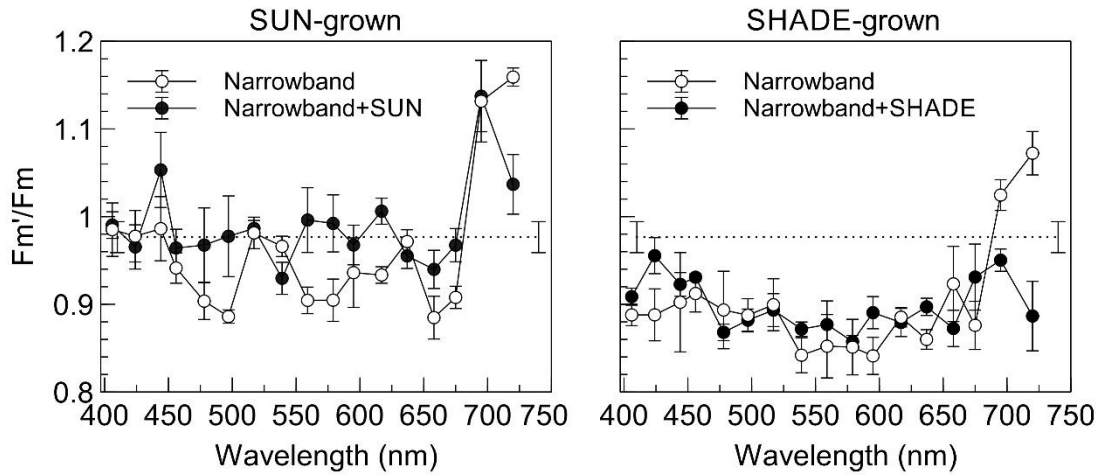 SUN-grown
SHADE-grown
1.2
1.1
1
0.9
0.8
Fm'/Fm
Narrowband
Narrowband+SUN
Narrowband
Narrowband+SHADE
400 450 500 550 600 650 700 750
400 450 500 550 600 650 700 750
Wavelength (nm)
Wavelength (nm)